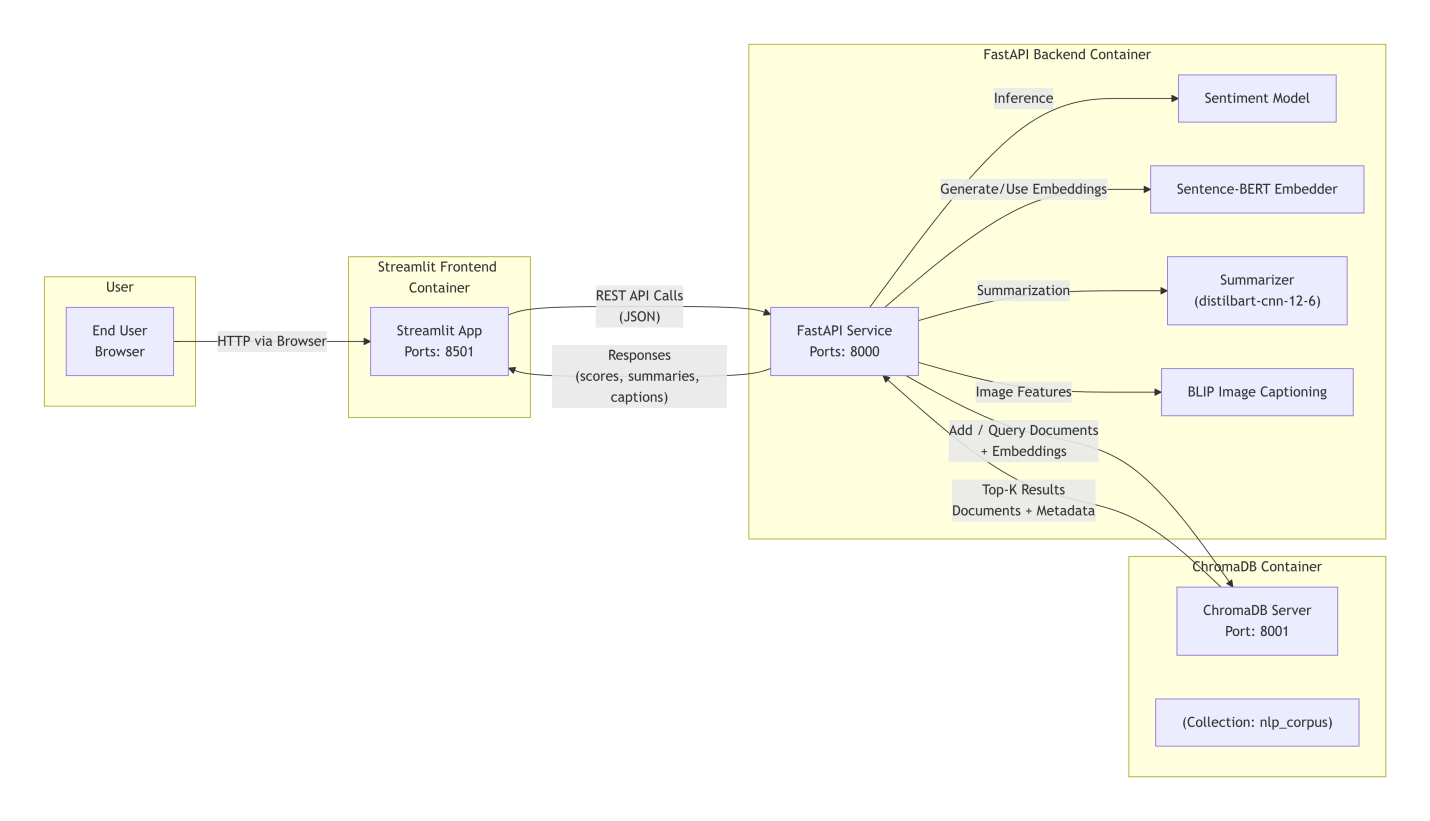 User
End User
Browser
HTTP via Browser
Streamlit Frontend
Container
Streamlit App
Ports: 8501
REST API Calls
(JSON)
Responses
(scores, summaries,
captions)
FastAPI Backend Container
FastAPI Service
Ports: 8000
Inference
Sentiment Model
Generate/Use Embeddings
Sentence-BERT Embedder
Summarization
Summarizer
(distilbart-cnn-12-6)
Image Features
BLIP Image Captioning
Add / Query Documents
+ Embeddings
Top-K Results
Documents + Metadata
ChromaDB Container
ChromaDB Server
Port: 8001
(Collection: nlp_corpus)